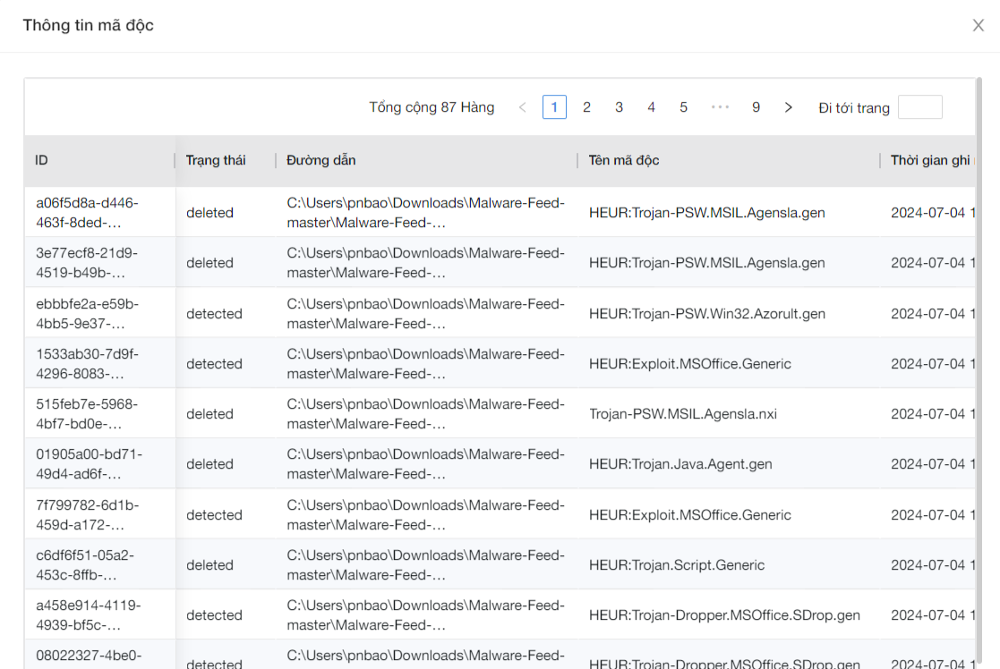 Thông tin mã độc
Tổng cộng 87 Hàng 1 2 3 4 5 ••• 9 Đi tới trang
ID Trạng thái Đường dẫn Tên mã độc Thời gian ghi
a06f5d8a-d446-
463f-8ded-... deleted C:\Users\pnbao\Downloads\Malware-Feed-
master\Malware-Feed-... HEUR:Trojan-PSW.MSIL.Agensla.gen 2024-07-04 1
3e77ecf8-21d9-
4519-b49b-... deleted C:\Users\pnbao\Downloads\Malware-Feed-
master\Malware-Feed-... HEUR:Trojan-PSW.MSIL.Agensla.gen 2024-07-04 1
ebbbfe2a-e59b-
4bb5-9e37-... detected C:\Users\pnbao\Downloads\Malware-Feed-
master\Malware-Feed-... HEUR:Trojan-PSW.Win32.Azorult.gen 2024-07-04 1
1533ab30-7d9f-
4296-8083-... detected C:\Users\pnbao\Downloads\Malware-Feed-
master\Malware-Feed-... HEUR:Exploit.MSOffice.Generic 2024-07-04 1
515feb7e-5968-
4bf7-bd0e-... deleted C:\Users\pnbao\Downloads\Malware-Feed-
master\Malware-Feed-... Trojan-PSW.MSIL.Agensla.nxi 2024-07-04 1
01905a00-bd71-
49d4-ad6f-... deleted C:\Users\pnbao\Downloads\Malware-Feed-
master\Malware-Feed-... HEUR:Trojan.Java.Agent.gen 2024-07-04 1
7f799782-6d1b-
459d-a172-... detected C:\Users\pnbao\Downloads\Malware-Feed-
master\Malware-Feed-... HEUR:Exploit.MSOffice.Generic 2024-07-04 1
c6df6f51-05a2-
453c-8ffb-... deleted C:\Users\pnbao\Downloads\Malware-Feed-
master\Malware-Feed-... HEUR:Trojan.Script.Generic 2024-07-04 1
a458e914-4119-
4939-bf5c-... detected C:\Users\pnbao\Downloads\Malware-Feed-
master\Malware-Feed-... HEUR:Trojan-Dropper.MSOffice.SDrop.gen 2024-07-04 1
08022327-4be0-
detected C:\Users\pnbao\Downloads\Malware-Feed-
HEUR:Trojan-Dropper.MSOffice.SDrop.gen 2024-07-04 1